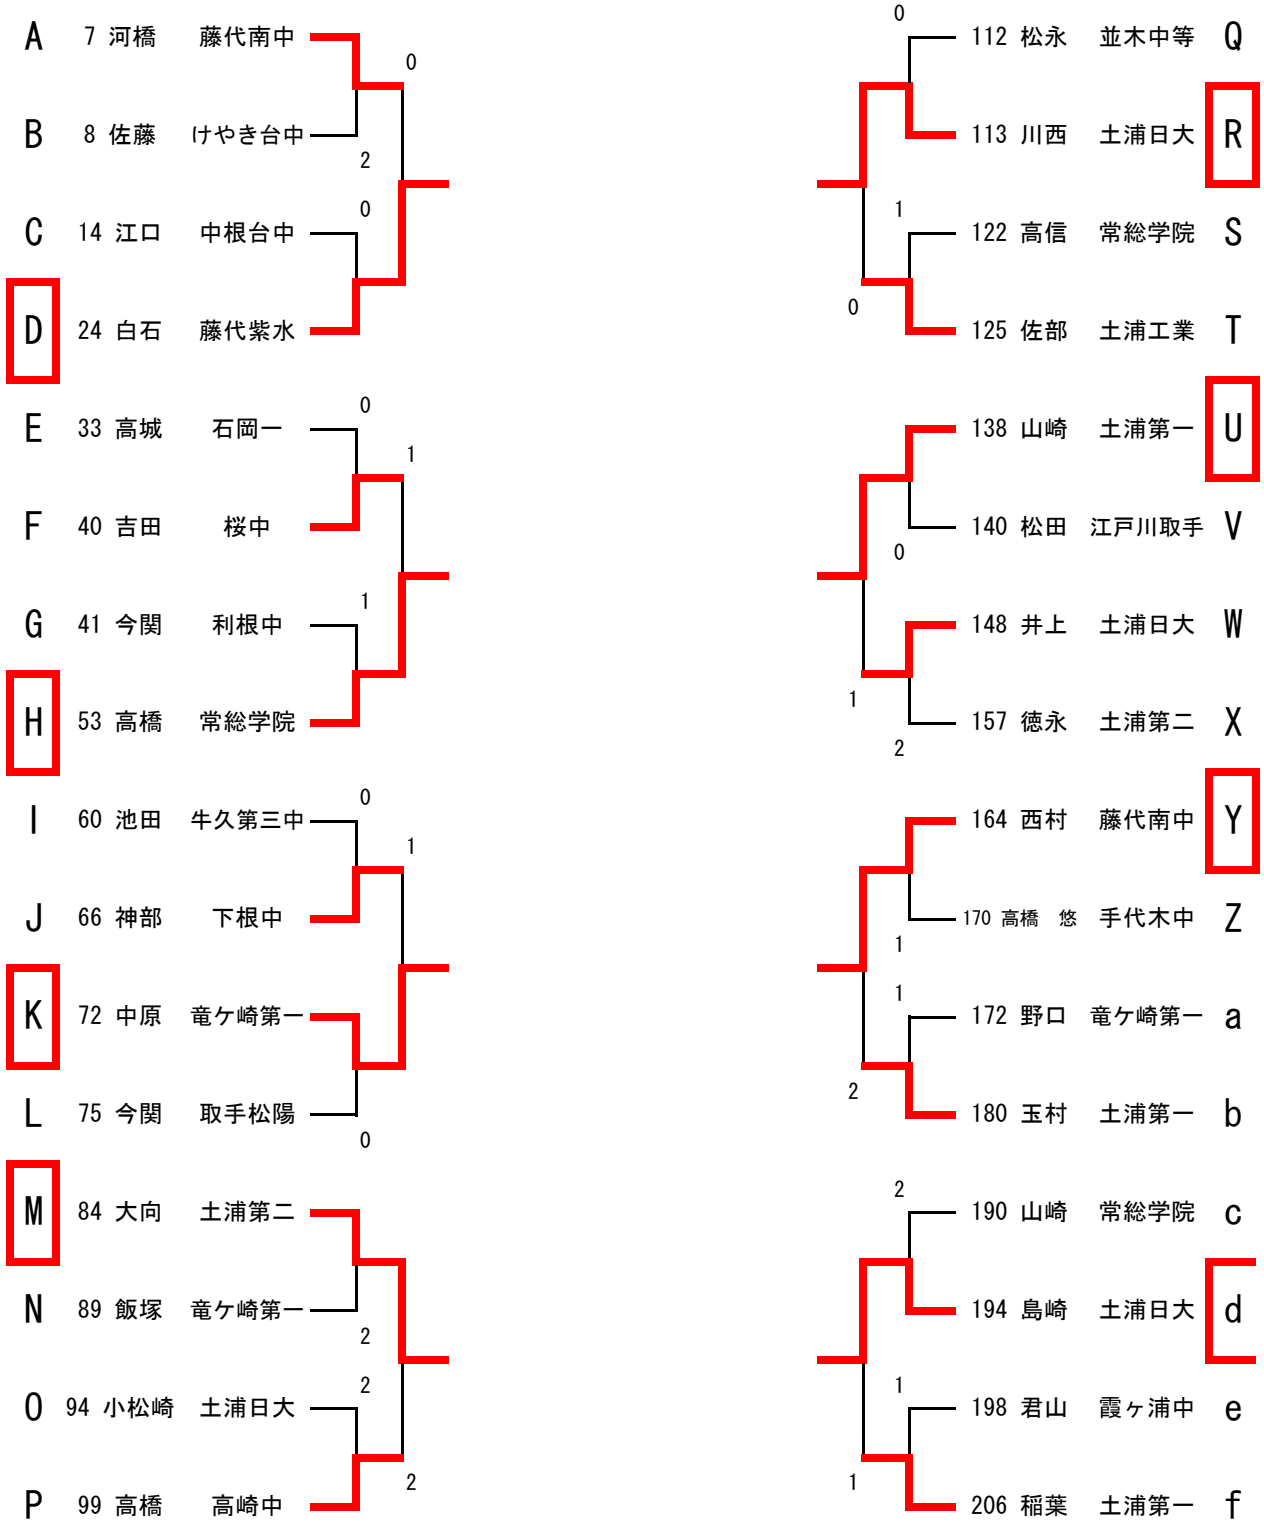 A 7 河橋 藤代南中
0
B 8 佐藤 けやき台中
2
0
C 14 江口 中根台中
D 24 白石 藤代紫水
0
E 33 高城 石岡一
1
F 40 吉田 桜中
1
G 41 今関 利根中
H 53 高橋 常総学院
0
I 60 池田 牛久第三中
1
J 66 神部 下根中
K 72 中原 竜ケ崎第一
L 75 今関 取手松陽
0
M 84 大向 土浦第二
N 89 飯塚 竜ケ崎第一
2
2
O 94 小松崎 土浦日大
2
P 99 高橋 高崎中
0
112 松永 並木中等 Q
113 川西 土浦日大 R
1
122 高信 常総学院 S
0
125 佐部 土浦工業 T
138 山崎 土浦第一 U
140 松田 江戸川取手 V
0
148 井上 土浦日大 W
1
157 徳永 土浦第二 X
2
164 西村 藤代南中 Y
170 高橋 悠 手代木中 Z
1
1
172 野口 竜ケ崎第一 a
2
180 玉村 土浦第一 b
2
190 山崎 常総学院 c
194 島崎 土浦日大 d
1
198 君山 霞ヶ浦中 e
1
206 稲葉 土浦第一 f